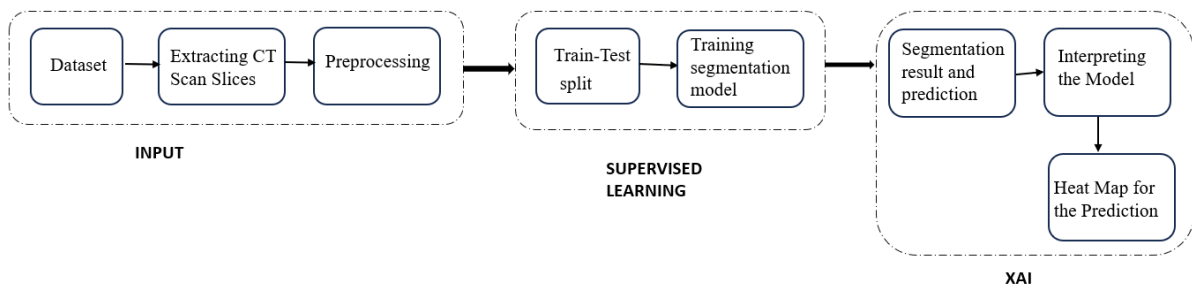 Dataset
Extracting CT
Scan Slices
Preprocessing
INPUT
Train-Test
split
Training
segmentation
model
SUPERVISED
LEARNING
Segmentation
result and
prediction
Interpreting
the Model
Heat Map for
the Prediction
XAI